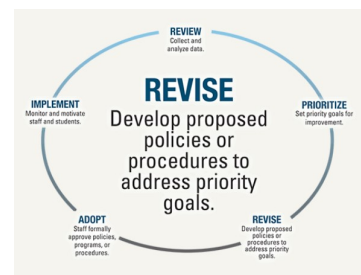 REVIEW
Collect and
analyze data.
REVISE
Develop proposed
policies or
procedures to
address priority
goals.
IMPLEMENT
Monitor and motivate
staff and students.
PRIORITIZE
Set priority goals for
improvement.
ADOPT
Staff formally
approve policies,
programs, or
procedures.
REVISE
Develop proposed
policies or
procedures to
address priority
goals.